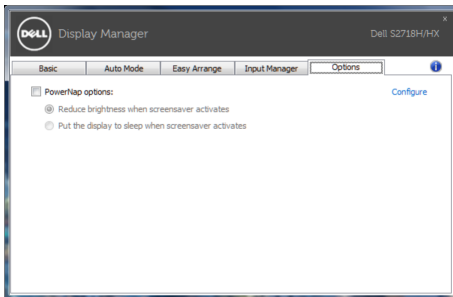 DELL Display Manager
x
Dell S2718H/HX
Basic Auto Mode Easy Arrange Input Manager Options i
PowerNap options: Configure
Reduce brightness when screensaver activates
Put the display to sleep when screensaver activates